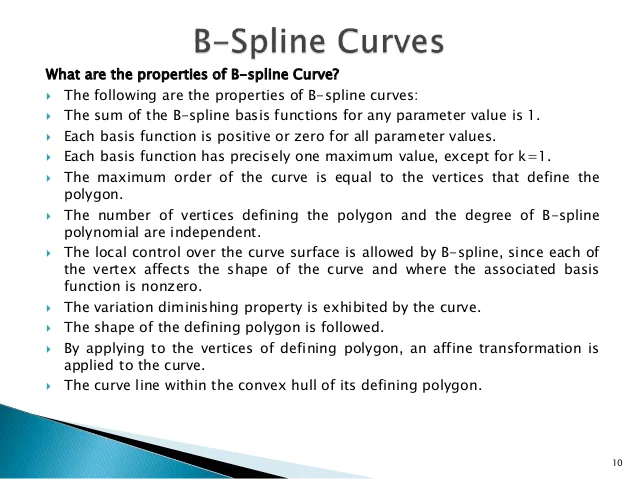 B-Spline Curves
What are the properties of B-spline Curve?
The following are the properties of B-spline curves:
The sum of the B-spline basis functions for any parameter value is 1.
Each basis function is positive or zero for all parameter values.
Each basis function has precisely one maximum value, except for k=1.
The maximum order of the curve is equal to the vertices that define the
polygon.
The number of vertices defining the polygon and the degree of B-spline
polynomial are independent.
The local control over the curve surface is allowed by B-spline, since each of
the vertex affects the shape of the curve and where the associated basis
function is nonzero.
The variation diminishing property is exhibited by the curve.
The shape of the defining polygon is followed.
By applying to the vertices of defining polygon, an affine transformation is
applied to the curve.
The curve line within the convex hull of its defining polygon.
10